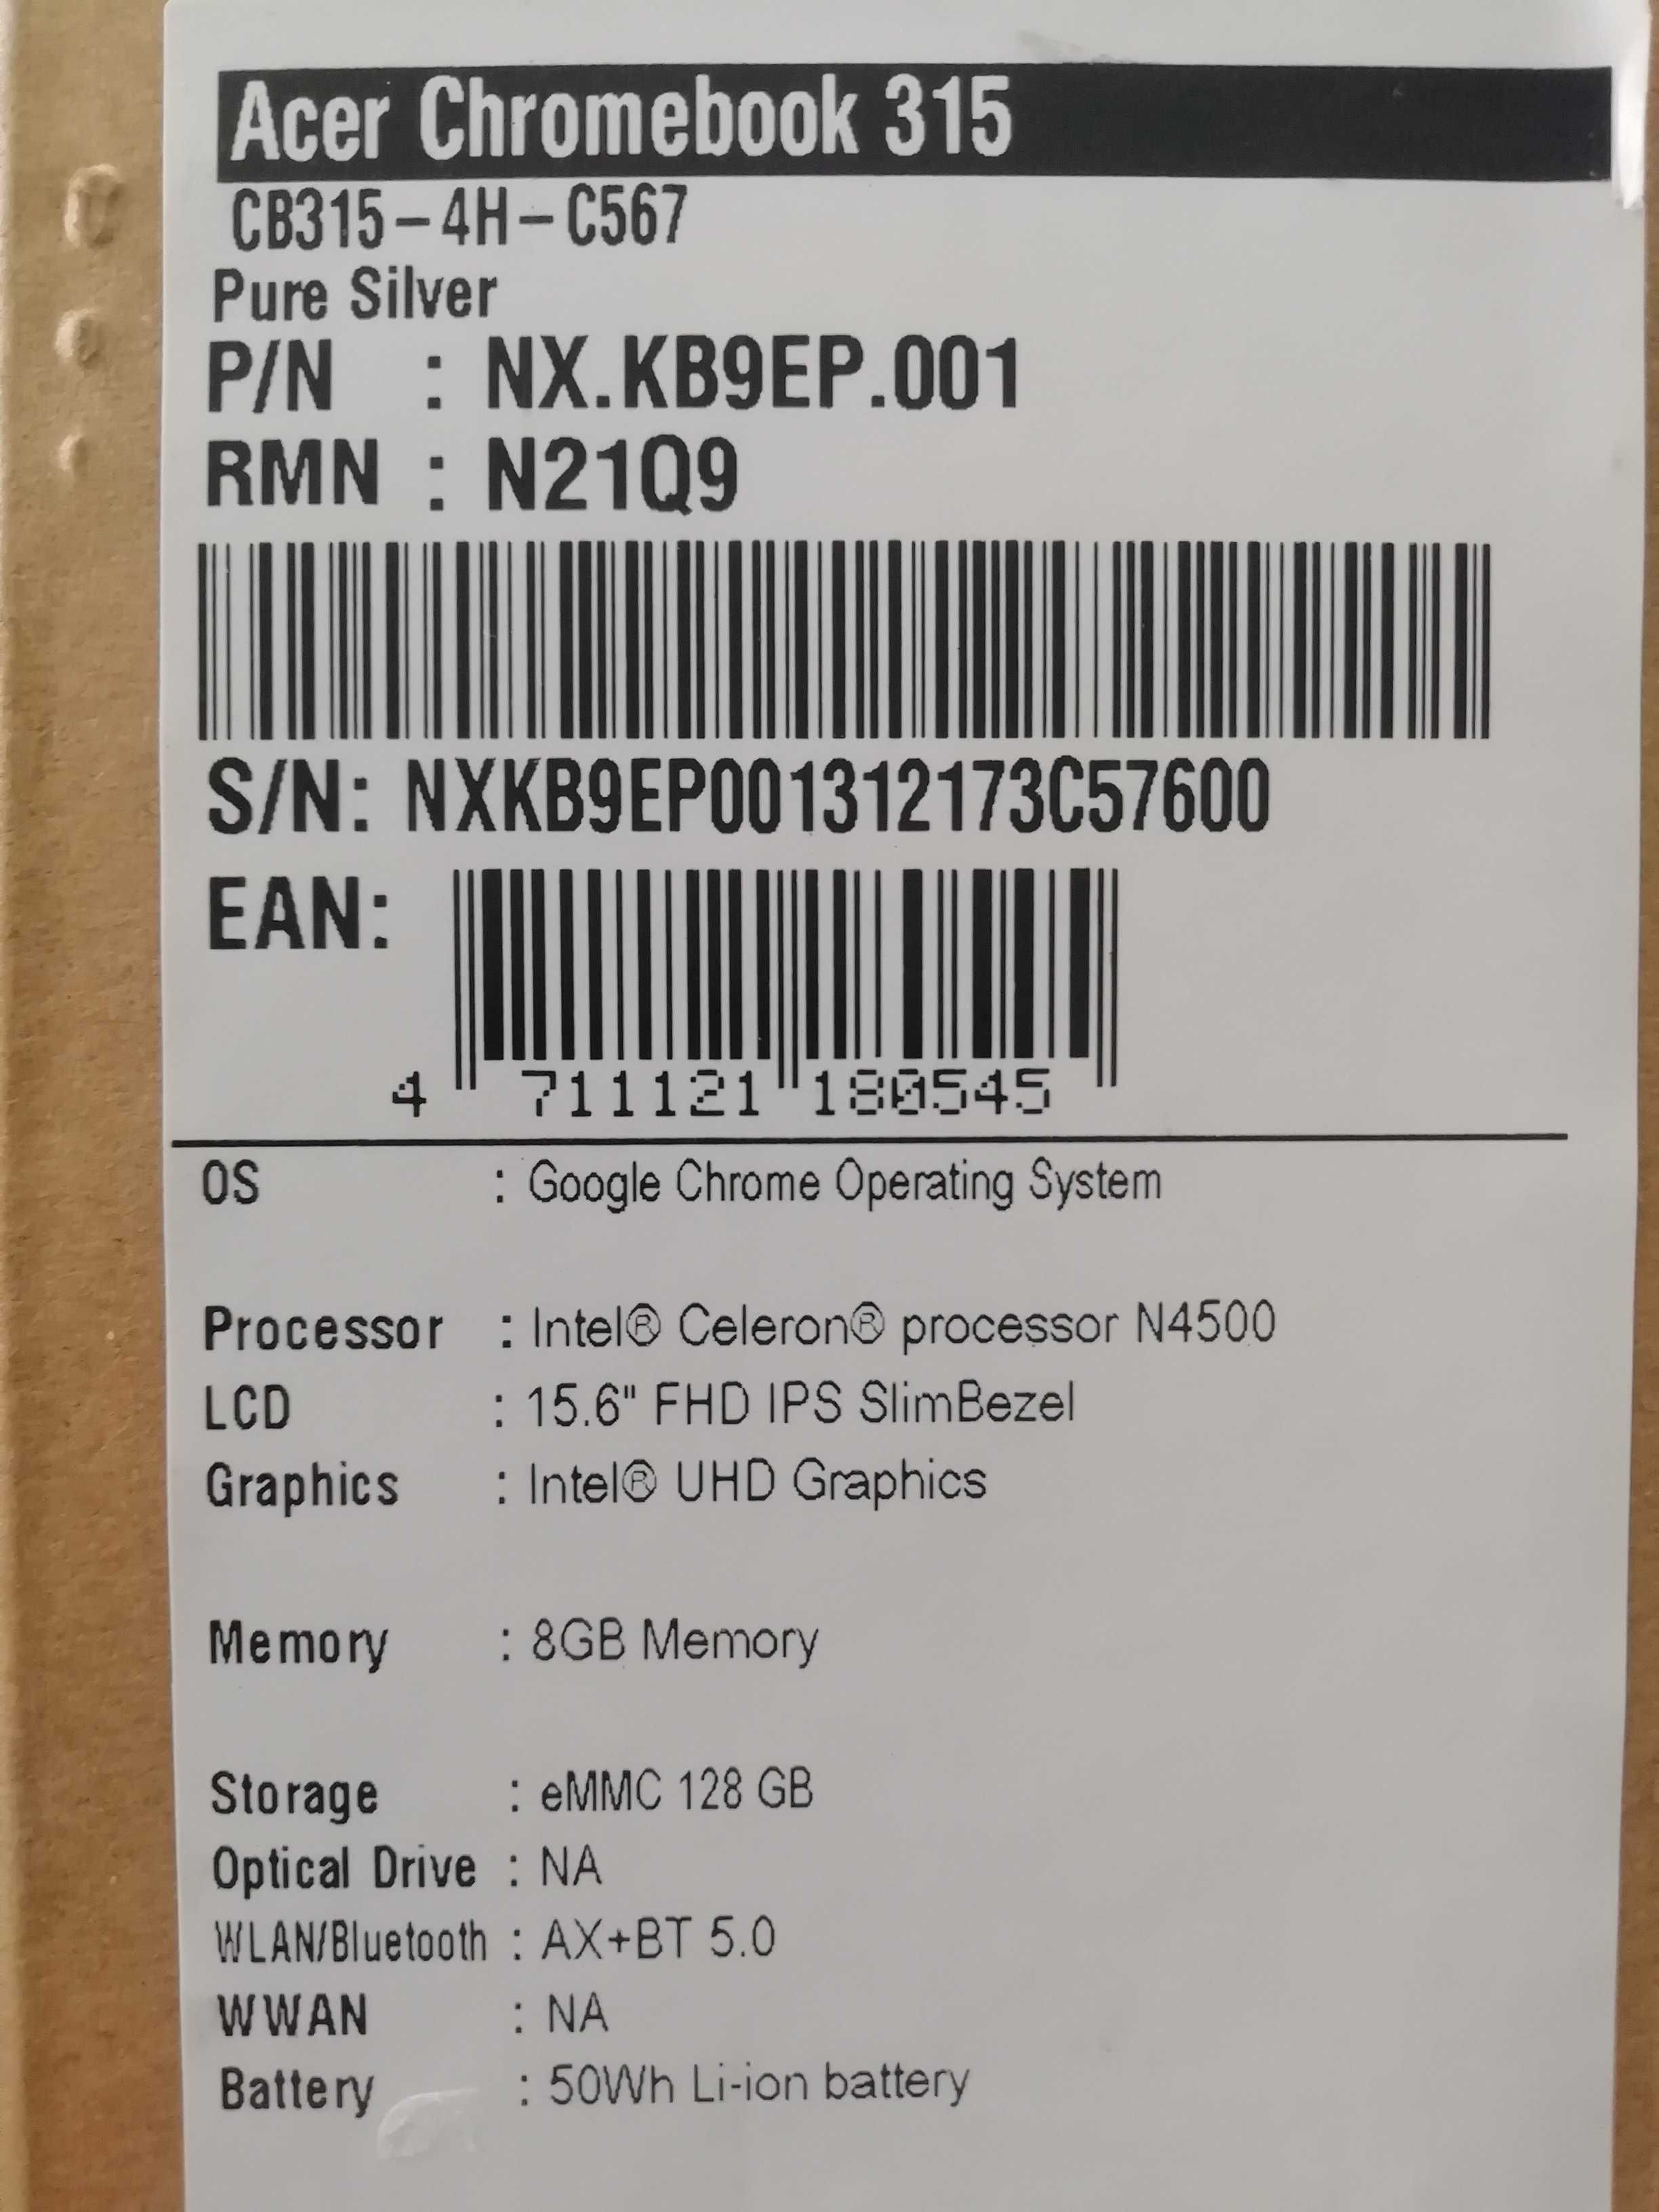 Acer Chromebook 315
CB315-4H-C567
Pure Silver
P/N : NX.KB9EP.001
RMN : N21Q9
S/N: NXKB9EP001312173C57600
EAN:
4 711121 180545
OS : Google Chrome Operating System
Processor : Intel® Celeron® processor N4500
LCD : 15.6" FHD IPS SlimBezel
Graphics : Intel® UHD Graphics
Memory : 8GB Memory
Storage : eMMC 128 GB
Optical Drive : NA
WLAN/Bluetooth : AX+BT 5.0
WWAN : NA
Battery : 50Wh Li-ion battery